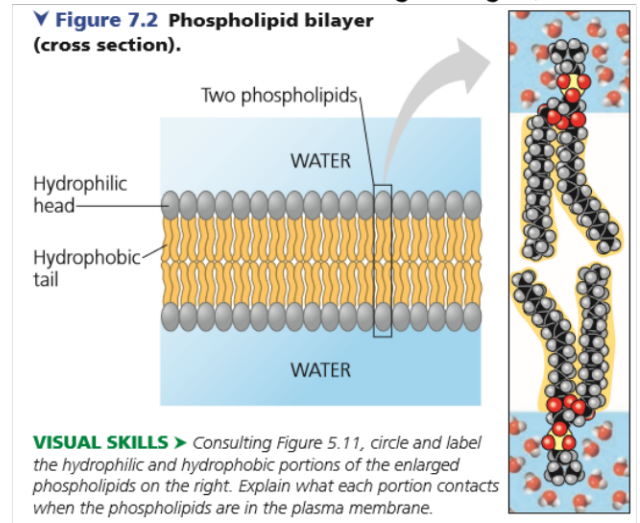 Figure 7.2 Phospholipid bilayer
(cross section).
Two phospholipids
WATER
Hydrophilic
head
Hydrophobic
tail
WATER
VISUAL SKILLS ➤ Consulting Figure 5.11, circle and label
the hydrophilic and hydrophobic portions of the enlarged
phospholipids on the right. Explain what each portion contacts
when the phospholipids are in the plasma membrane.